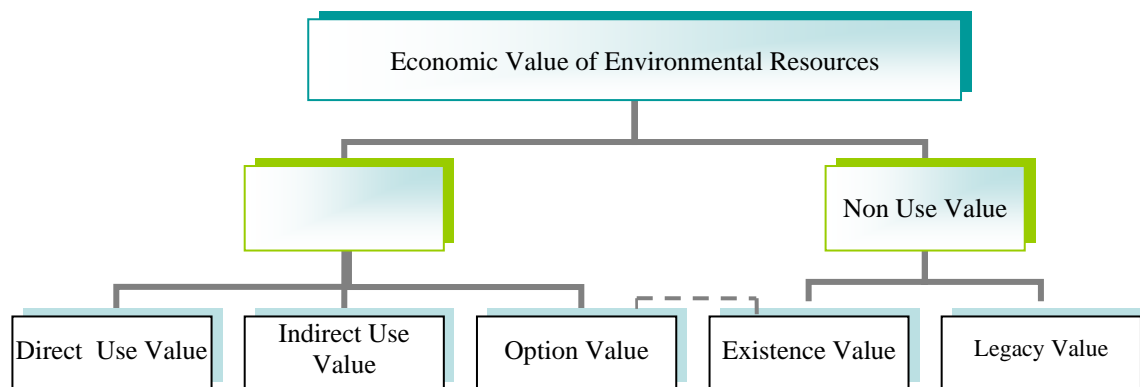 Economic Value of Environmental Resources
Non Use Value
Direct Use Value
Indirect Use
Value
Option Value
Existence Value
Legacy Value